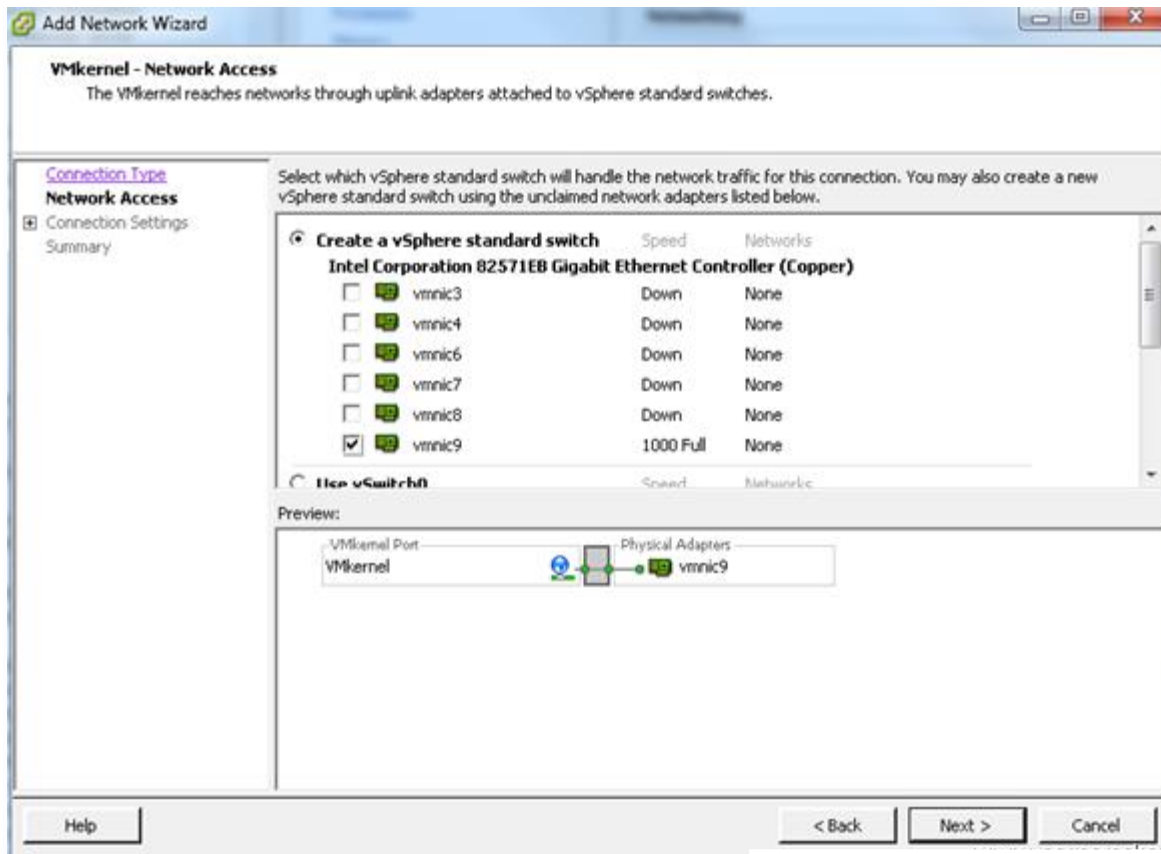 Add Network Wizard
VMkernel - Network Access
The VMkernel reaches networks through uplink adapters attached to vSphere standard switches.
Connection Type
Network Access
Connection Settings
Summary
Select which vSphere standard switch will handle the network traffic for this connection. You may also create a new
vSphere standard switch using the unclaimed network adapters listed below.
Create a vSphere standard switch Speed Networks
Intel Corporation 82571EB Gigabit Ethernet Controller (Copper)
vmnic3 Down None
vmnic4 Down None
vmnic6 Down None
vmnic7 Down None
vmnic8 Down None
vmnic9 1000 Full None
Use vSwitch0 Speed Networks
Preview:
VMkernel Port Physical Adapters
VMkernel vmnic9
Help < Back Next > Cancel